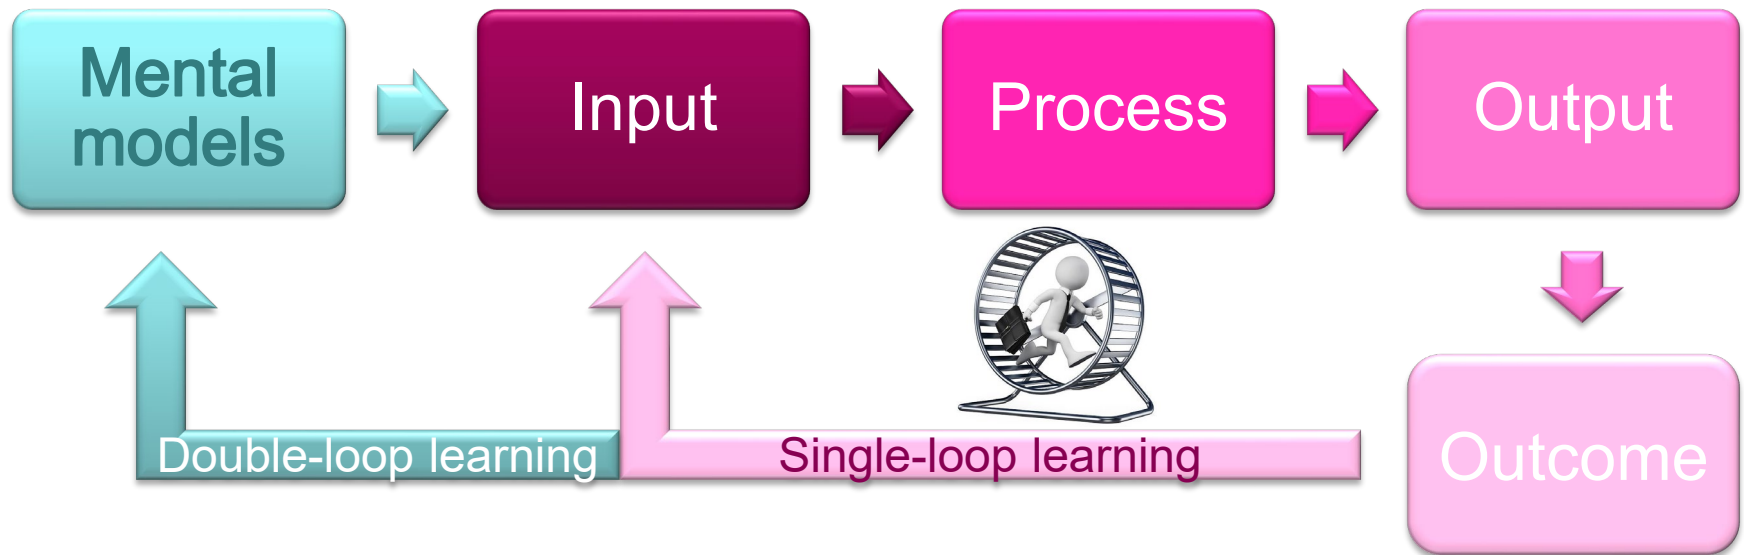 Mental
models
Input
Process
Output
Double-loop learning
Single-loop learning
Outcome